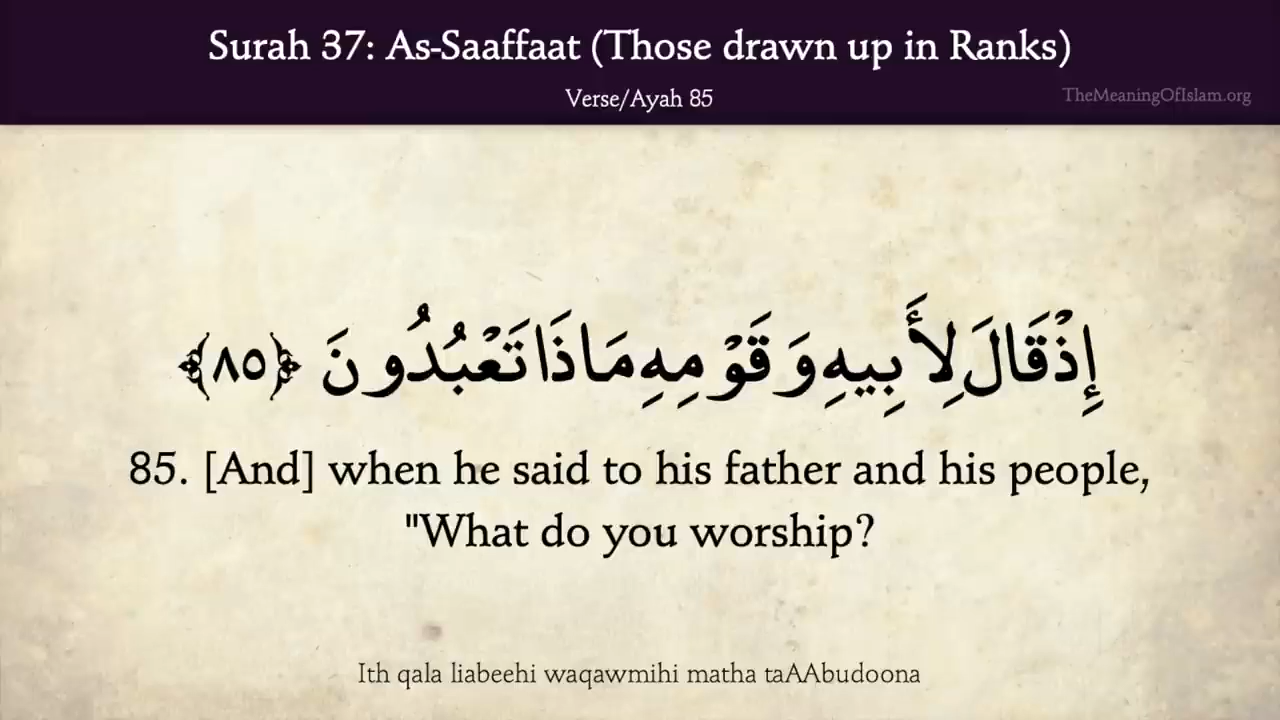 Surah 37: As-Saaffaat (Those drawn up in Ranks)
Verse/Ayah 85
TheMeaningOfIslam.org
إِذْ قَالَ لِأَبِيهِ وَقَوْمِهِ مَاذَا تَعْبُدُونَ ﴿٨٥﴾
85. [And] when he said to his father and his people,
"What do you worship?
Ith qala liabeehi waqawmihi matha taAAbudoona